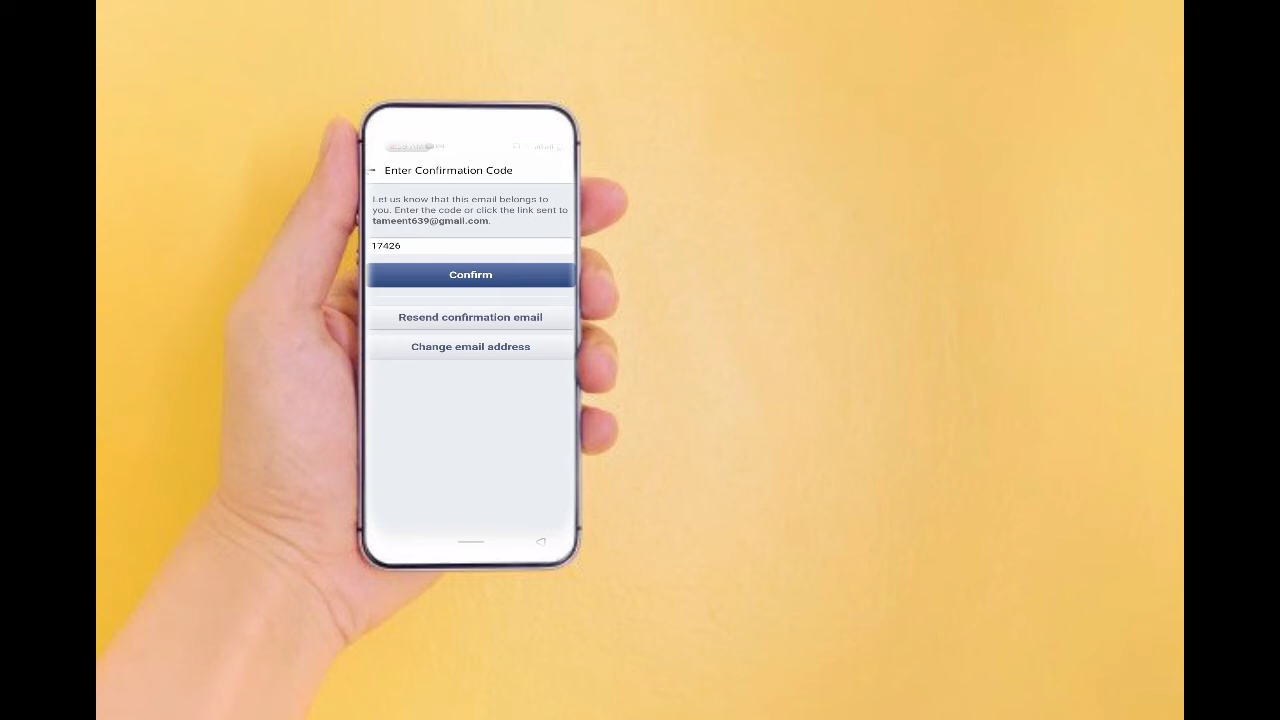 Enter Confirmation Code
Let us know that this email belongs to
you. Enter the code or click the link sent to
tameent639@gmail.com.
17426
Confirm
Resend confirmation email
Change email address